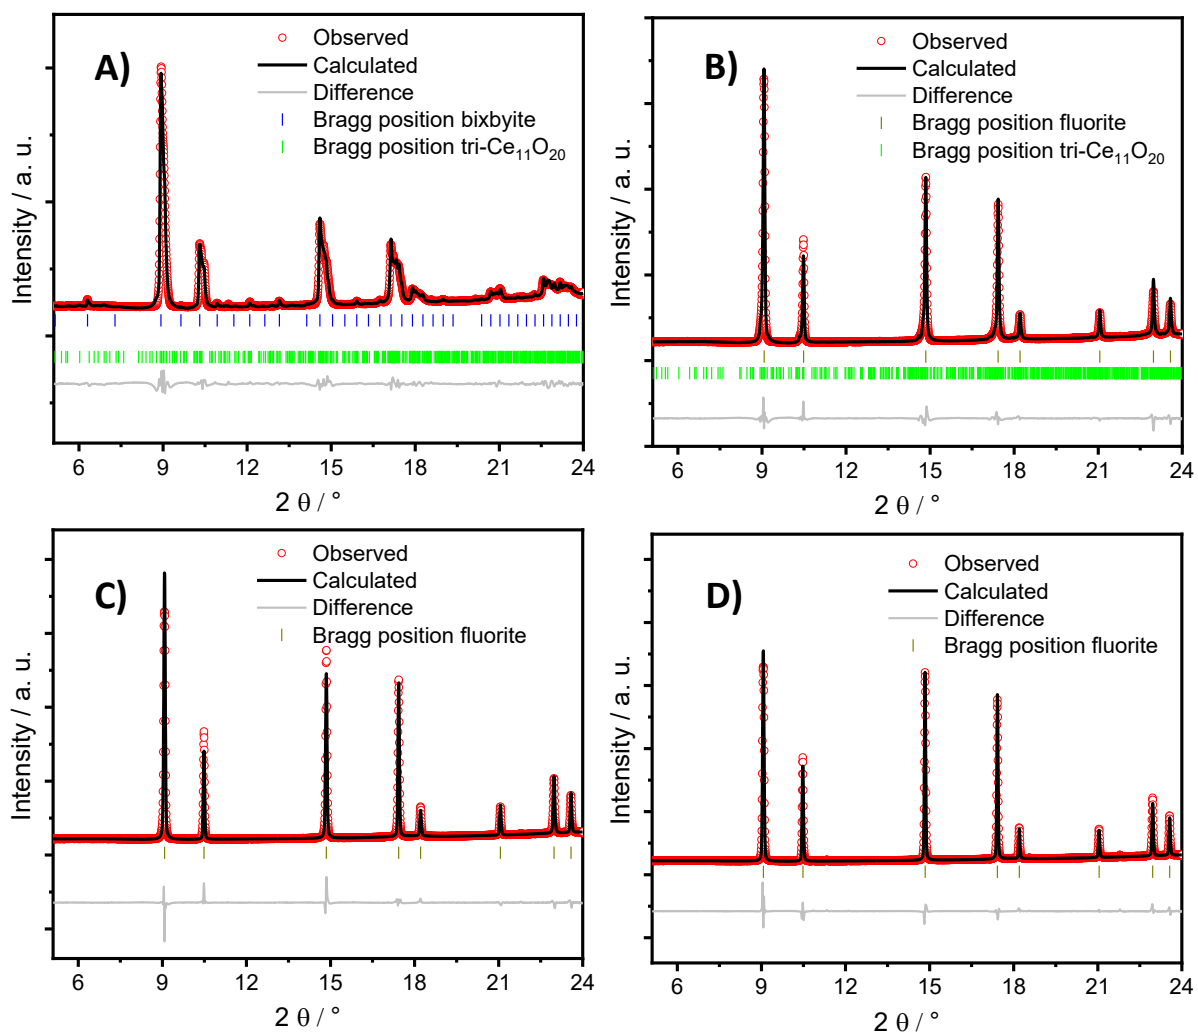 A)
Observed
Calculated
Difference
Bragg position bixbyite
Bragg position tri-Ce₁₁O₂₀
Intensity / a. u.
6 9 12 15 18 21 24
2 θ / °
B)
Observed
Calculated
Difference
Bragg position fluorite
Bragg position tri-Ce₁₁O₂₀
Intensity / a. u.
6 9 12 15 18 21 24
2 θ / °
C)
Observed
Calculated
Difference
Bragg position fluorite
Intensity / a. u.
6 9 12 15 18 21 24
2 θ / °
D)
Observed
Calculated
Difference
Bragg position fluorite
Intensity / a. u.
6 9 12 15 18 21 24
2 θ / °